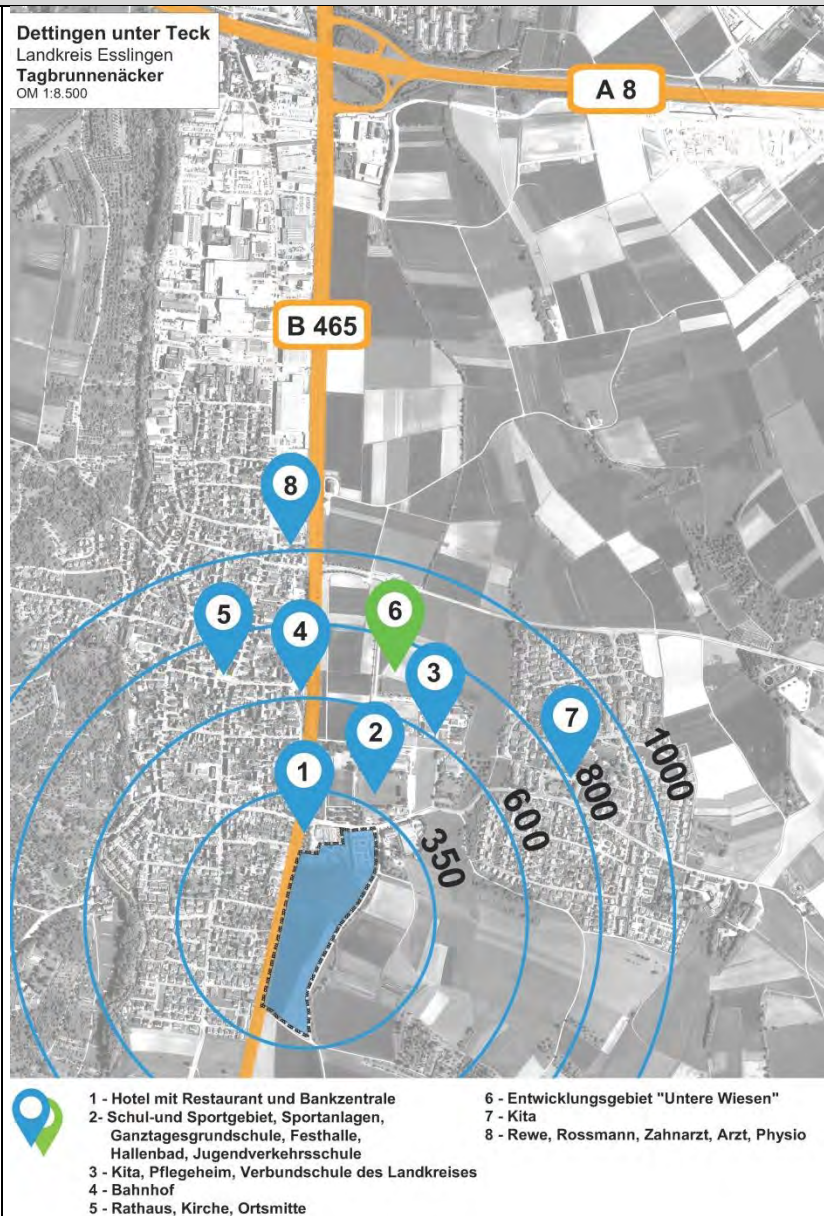 Dettingen unter Teck
Landkreis Esslingen
Tagbrunnenäcker
OM 1:8.500
A 8
B 465
8
5
4
6
3
2
7
1
1000
800
600
350
1 - Hotel mit Restaurant und Bankzentrale
2- Schul-und Sportgebiet, Sportanlagen,
Ganztagesgrundschule, Festhalle,
Hallenbad, Jugendverkehrsschule
3 - Kita, Pflegeheim, Verbundschule des Landkreises
4 - Bahnhof
5 - Rathaus, Kirche, Ortsmitte
6 - Entwicklungsgebiet "Untere Wiesen"
7 - Kita
8 - Rewe, Rossmann, Zahnarzt, Arzt, Physio